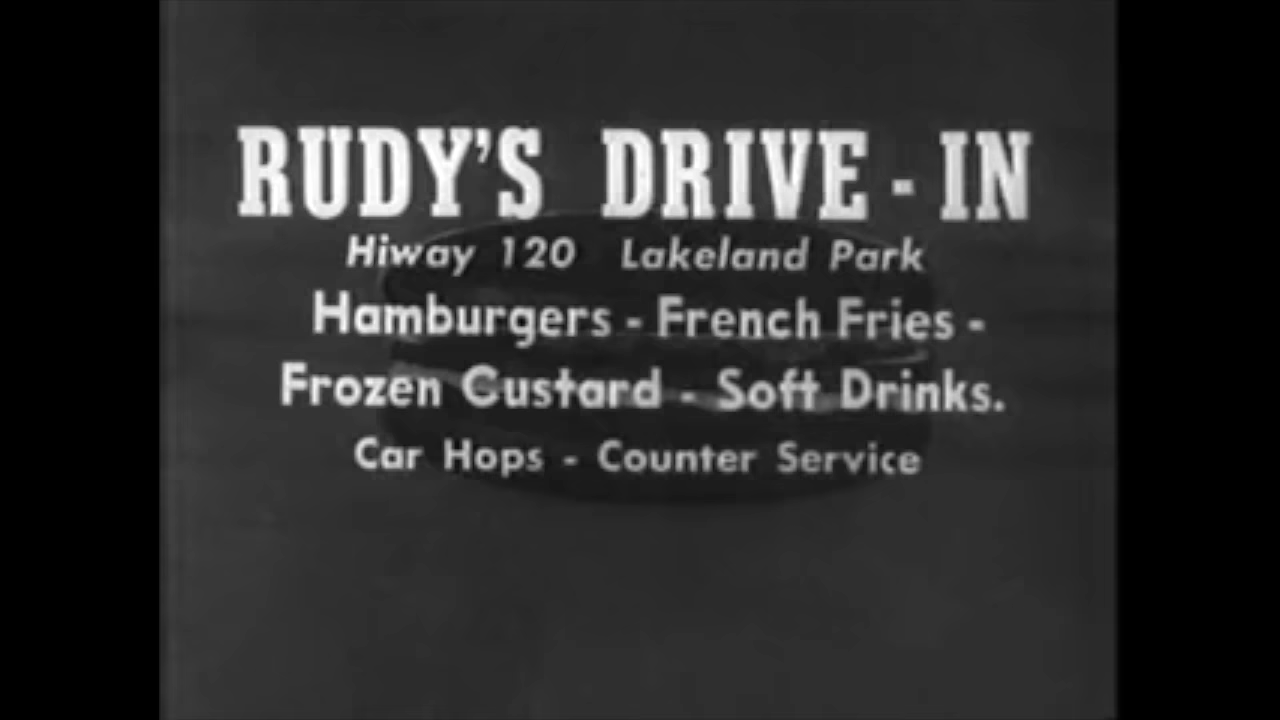 RUDY'S DRIVE-IN
Hiway 120 Lakeland Park
Hamburgers - French Fries -
Frozen Custard - Soft Drinks.
Car Hops - Counter Service